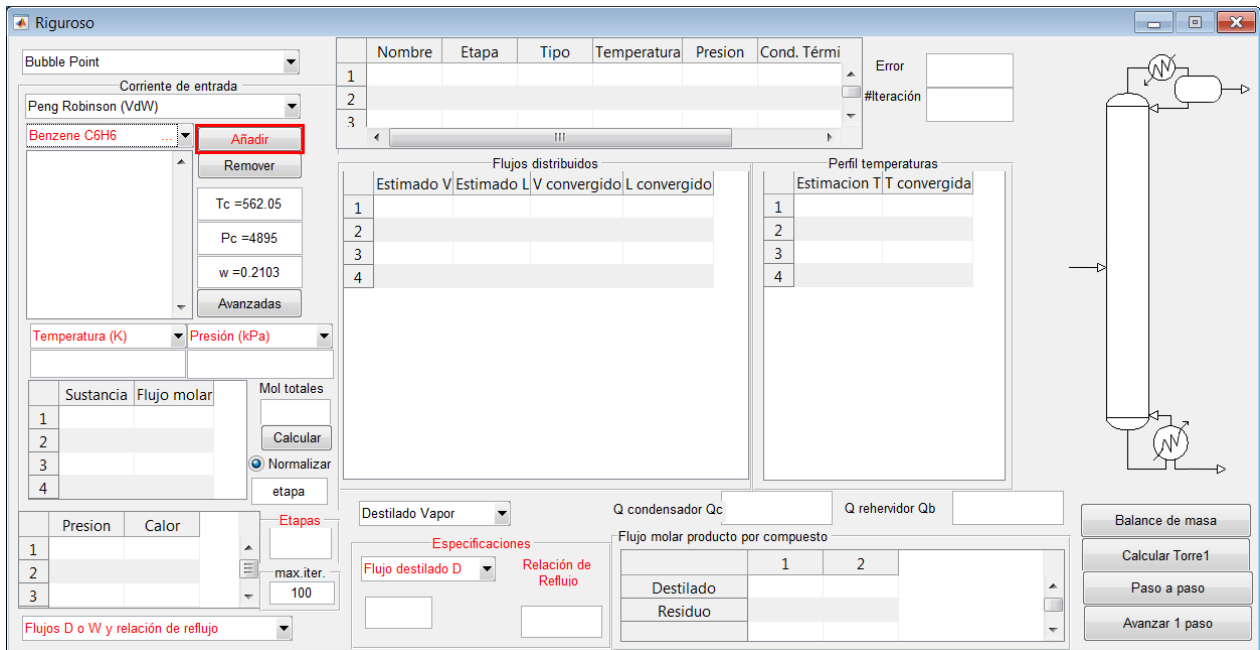 Riguroso
Bubble Point
Corriente de entrada
Peng Robinson (VdW)
Benzene C6H6 ...
Añadir
Remover
Tc =562.05
Pc =4895
w =0.2103
Avanzadas
Temperatura (K)
Presión (kPa)
Sustancia Flujo molar
1
2
3
4
Mol totales
Calcular
Normalizar
etapa
Presion Calor
1
2
3
Etapas
max.iter.
100
Flujos D o W y relación de reflujo
Nombre Etapa Tipo Temperatura Presion Cond. Térmi
1
2
3
Error
#Iteración
Flujos distribuidos
Estimado V Estimado L V convergido L convergido
1
2
3
4
Perfil temperaturas
Estimacion T T convergida
1
2
3
4
Destilado Vapor
Q condensador Qc
Q rehervidor Qb
Especificaciones
Flujo destilado D
Relación de
Reflujo
Flujo molar producto por compuesto
1 2
Destilado
Residuo
Balance de masa
Calcular Torre1
Paso a paso
Avanzar 1 paso